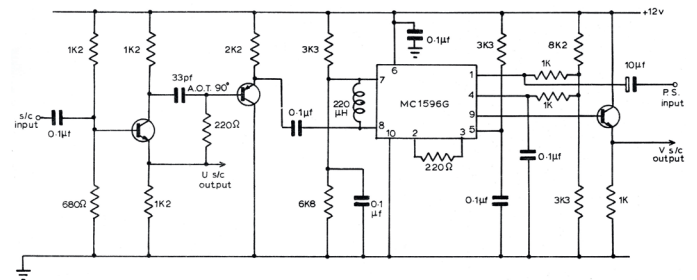 +12v
1K2
1K2
2K2
3K3
0·1µf
3K3
8K2
33pf
A.O.T. 90°
s/c
input
0·1µf
220Ω
U s/c
output
680Ω
1K2
0·1µf
220
µH
6K8
0·1
µf
6
7
8
10
MC1596G
2
3
220Ω
1
4
9
5
1K
1K
10µf
P.S.
input
V s/c
output
0·1µf
0·1µf
3K3
1K